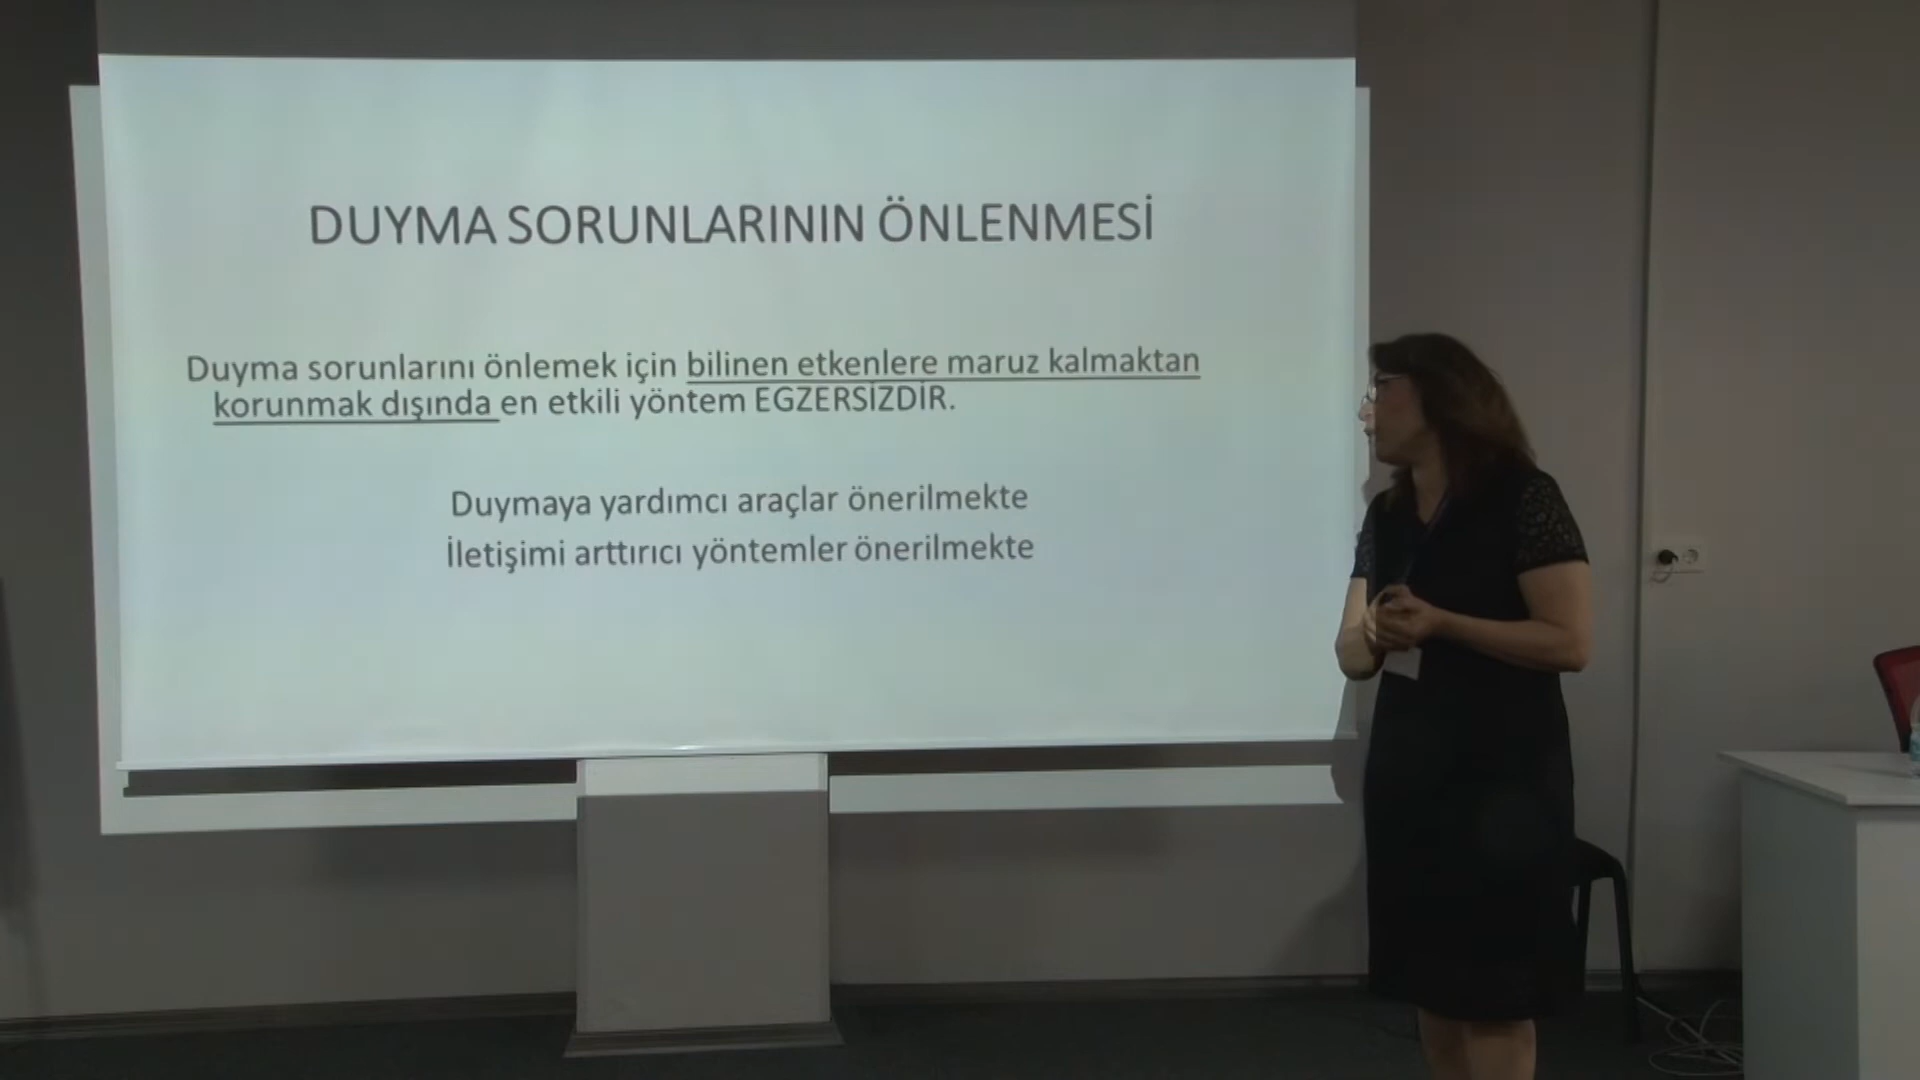 DUYMA SORUNLARININ ÖNLENMESİ
Duyma sorunlarını önlemek için bilinen etkenlere maruz kalmaktan
korunmak dışında en etkili yöntem EGZERSİZDİR.
Duymaya yardımcı araçlar önerilmekte
İletişimi arttırıcı yöntemler önerilmekte